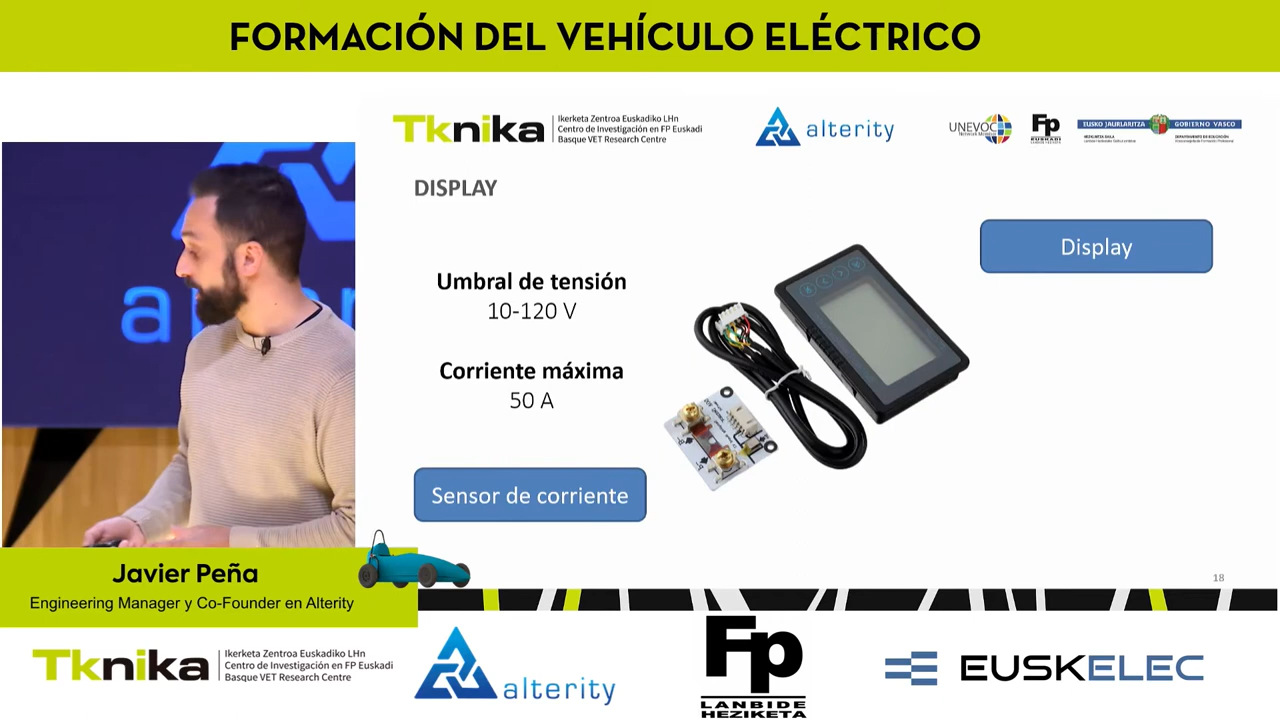 FORMACIÓN DEL VEHÍCULO ELÉCTRICO
Tknika
Ikerketa Zentroa Euskadiko LHn
Centro de Investigación en FP Euskadi
Basque VET Research Centre
alterity
UNEVOC
Network Member
Fp
EUSKADI
EUSKO JAURLARITZA
GOBIERNO VASCO
DISPLAY
Display
Umbral de tensión
10-120 V
Corriente máxima
50 A
Sensor de corriente
18
Javier Peña
Engineering Manager y Co-Founder en Alterity
Tknika
Ikerketa Zentroa Euskadiko LHn
Centro de Investigación en FP Euskadi
Basque VET Research Centre
alterity
Fp
LANBIDE
HEZIKETA
EUSKELEC